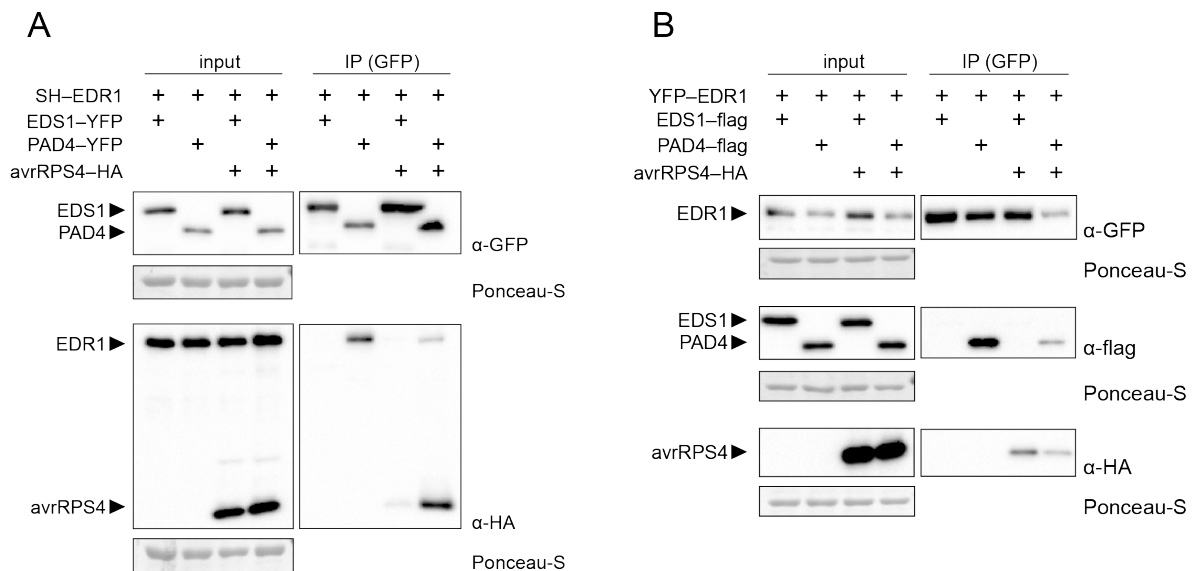 A
input IP (GFP)
SH–EDR1 + + + + + + + +
EDS1–YFP + + + +
PAD4–YFP + + + +
avrRPS4–HA + + + +
EDS1
PAD4
α-GFP
Ponceau-S
EDR1
avrRPS4
α-HA
Ponceau-S
B
input IP (GFP)
YFP–EDR1 + + + + + + + +
EDS1–flag + + + +
PAD4–flag + + + +
avrRPS4–HA + + + +
EDR1
α-GFP
Ponceau-S
EDS1
PAD4
α-flag
Ponceau-S
avrRPS4
α-HA
Ponceau-S